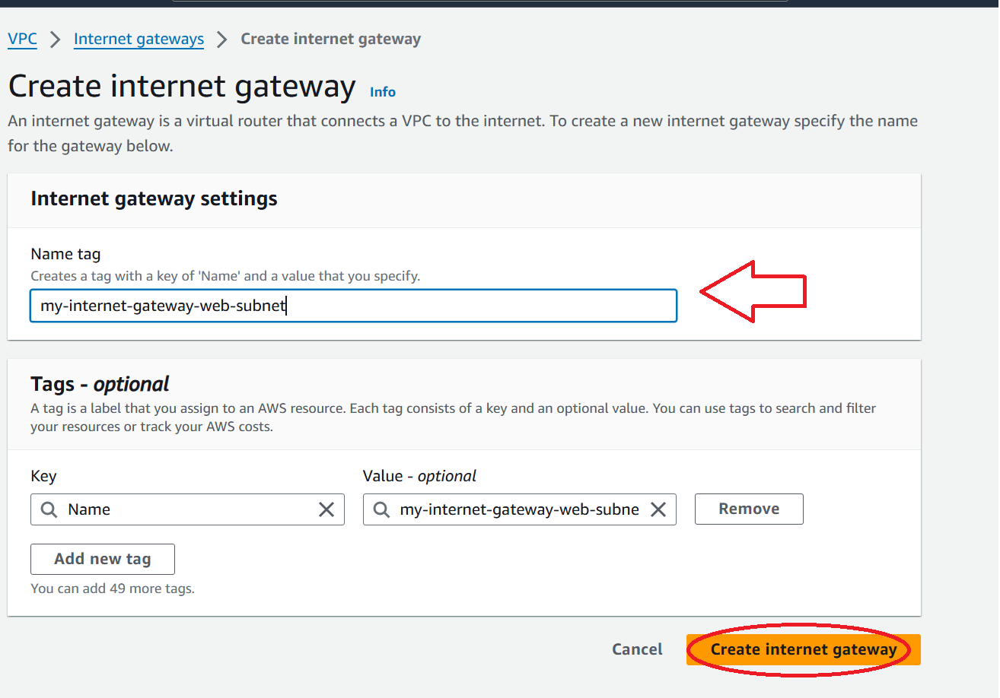 VPC > Internet gateways > Create internet gateway
Create internet gateway Info
An internet gateway is a virtual router that connects a VPC to the internet. To create a new internet gateway specify the name
for the gateway below.
Internet gateway settings
Name tag
Creates a tag with a key of 'Name' and a value that you specify.
my-internet-gateway-web-subnet
Tags - optional
A tag is a label that you assign to an AWS resource. Each tag consists of a key and an optional value. You can use tags to search and filter
your resources or track your AWS costs.
Key Value - optional
Name my-internet-gateway-web-subne Remove
Add new tag
You can add 49 more tags.
Cancel Create internet gateway